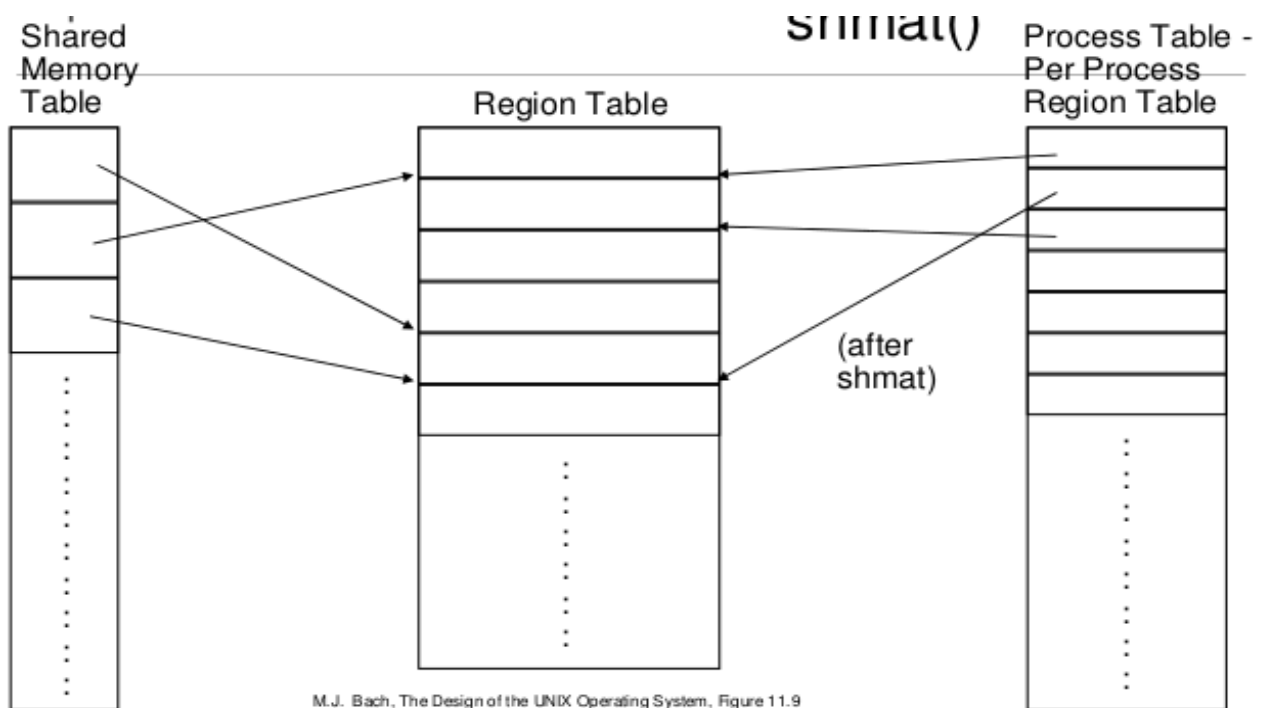 shmat()
Shared
Memory
Table
Region Table
Process Table -
Per Process
Region Table
(after
shmat)
M.J. Bach, The Design of the UNIX Operating System, Figure 11.9